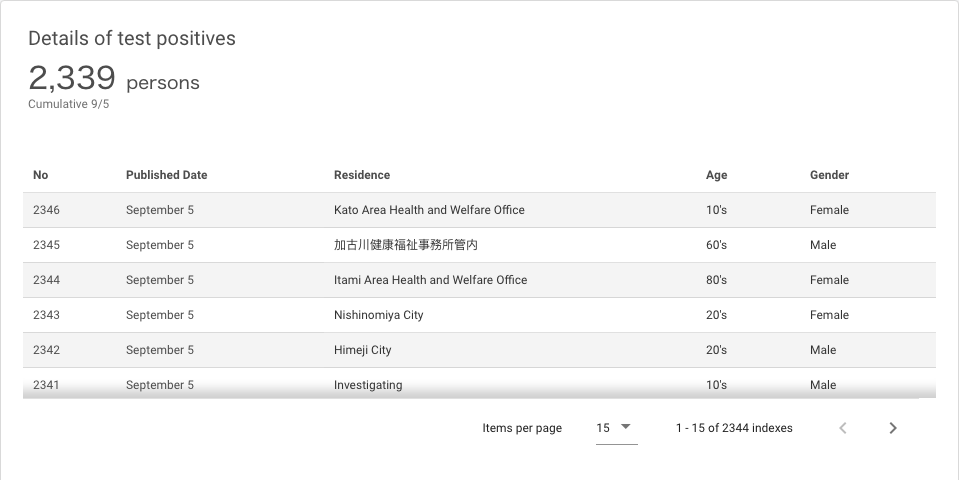 Details of test positives
2,339 persons
Cumulative 9/5
No Published Date Residence Age Gender
2346 September 5 Kato Area Health and Welfare Office 10's Female
2345 September 5 加古川健康福祉事務所管内 60's Male
2344 September 5 Itami Area Health and Welfare Office 80's Female
2343 September 5 Nishinomiya City 20's Female
2342 September 5 Himeji City 20's Male
2341 September 5 Investigating 10's Male
Items per page 15 1 - 15 of 2344 indexes